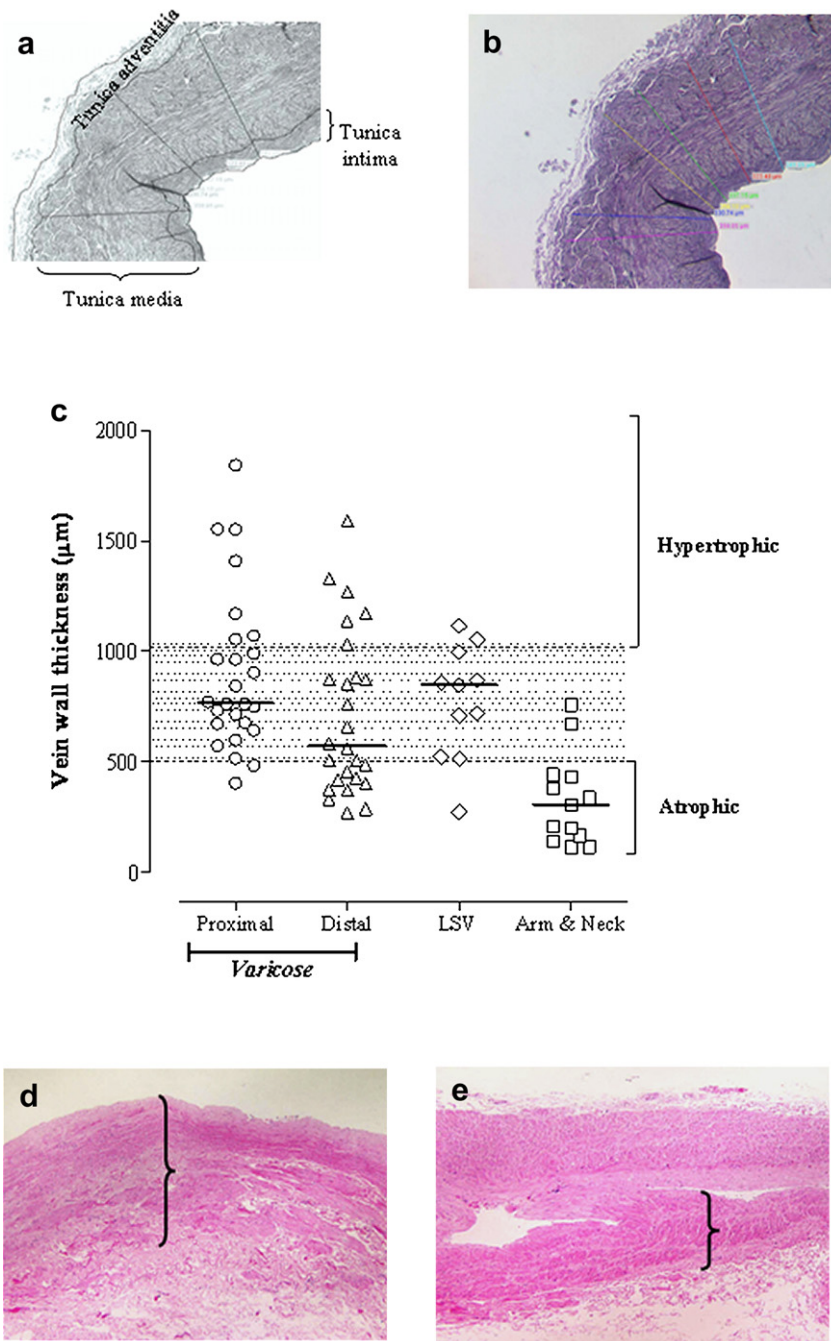 a
Tunica adventitia
Tunica
intima
Tunica media
b
c
Vein wall thickness (μm)
2000
1500
1000
500
0
Hypertrophic
Atrophic
Proximal
Distal
LSV
Arm & Neck
Varicose
d
e